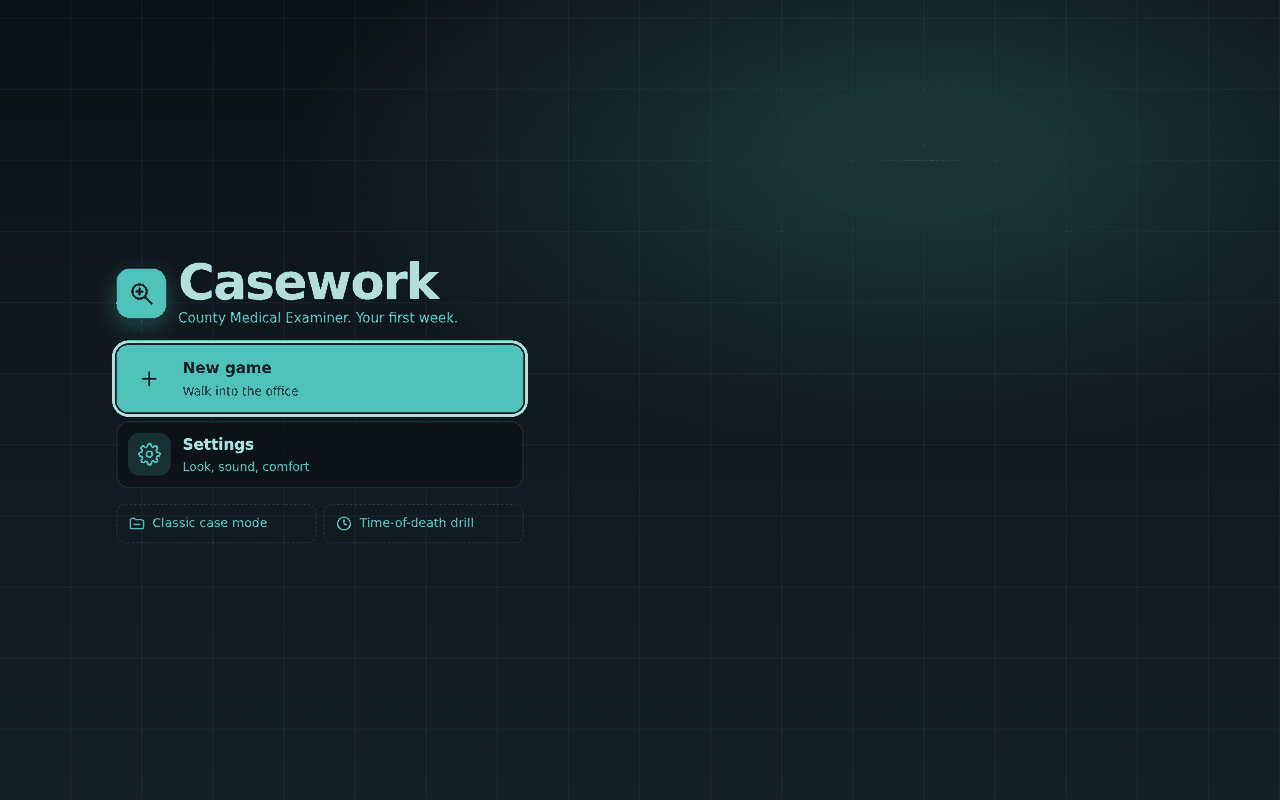 Casework
County Medical Examiner. Your first week.
New game
Walk into the office
Settings
Look, sound, comfort
Classic case mode
Time-of-death drill